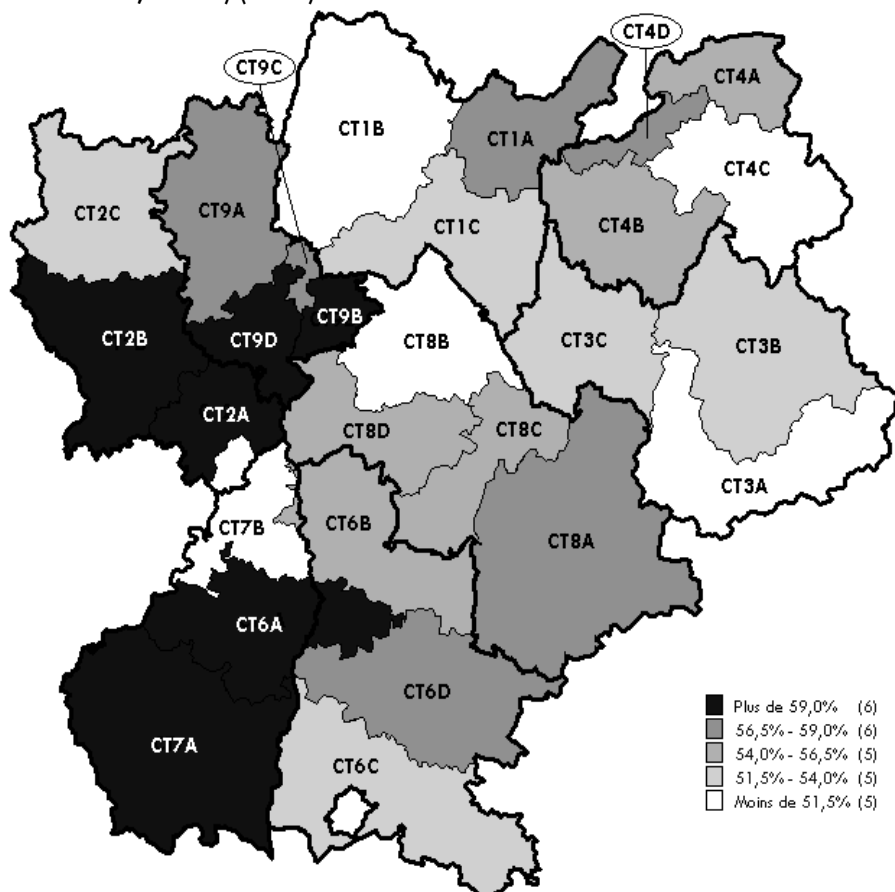 CT4D
CT9C
CT4A
CT1B
CT1A
CT4C
CT2C
CT9A
CT1C
CT4B
CT9B
CT2B
CT9D
CT8B
CT3C
CT3B
CT2A
CT8D
CT8C
CT3A
CT7B
CT6B
CT8A
CT6A
CT6D
CT7A
CT6C
Plus de 59,0% (6)
56,5% - 59,0% (6)
54,0% - 56,5% (5)
51,5% - 54,0% (5)
Moins de 51,5% (5)